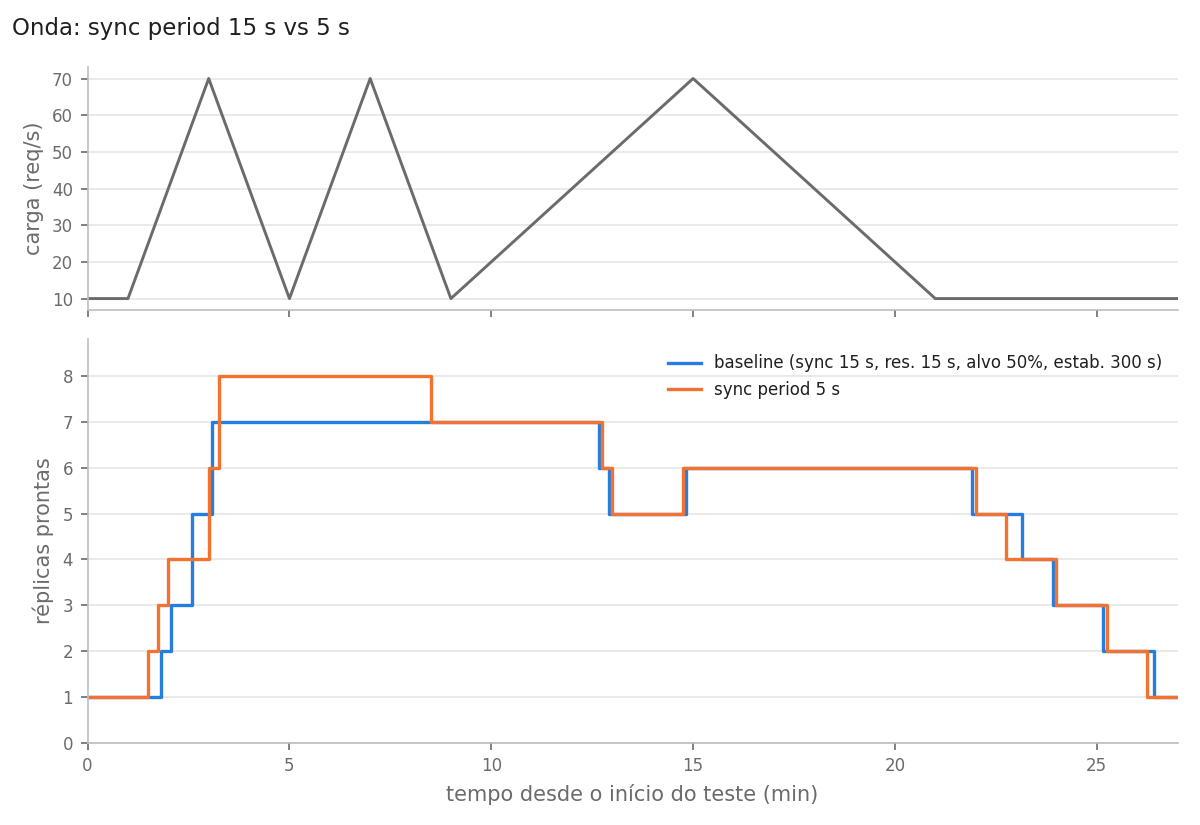 Onda: sync period 15 s vs 5 s
carga (req/s)
70
60
50
40
30
20
10
baseline (sync 15 s, res. 15 s, alvo 50%, estab. 300 s)
sync period 5 s
réplicas prontas
8
7
6
5
4
3
2
1
0
0 5 10 15 20 25
tempo desde o início do teste (min)